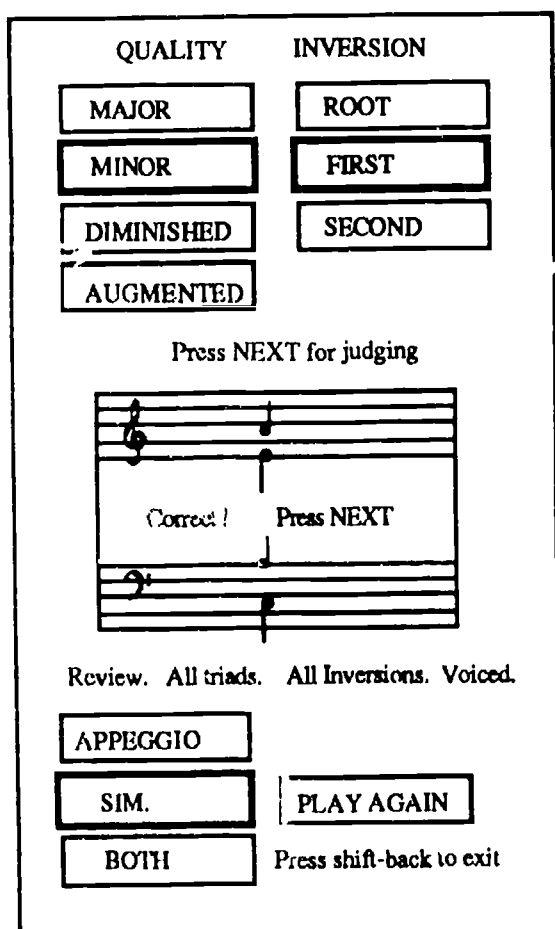 QUALITY INVERSION
MAJOR ROOT
MINOR FIRST
DIMINISHED SECOND
AUGMENTED
Press NEXT for judging
Correct! Press NEXT
Review. All triads. All Inversions. Voiced.
APPEGGIO
SIM. PLAY AGAIN
BOTH Press shift-back to exit